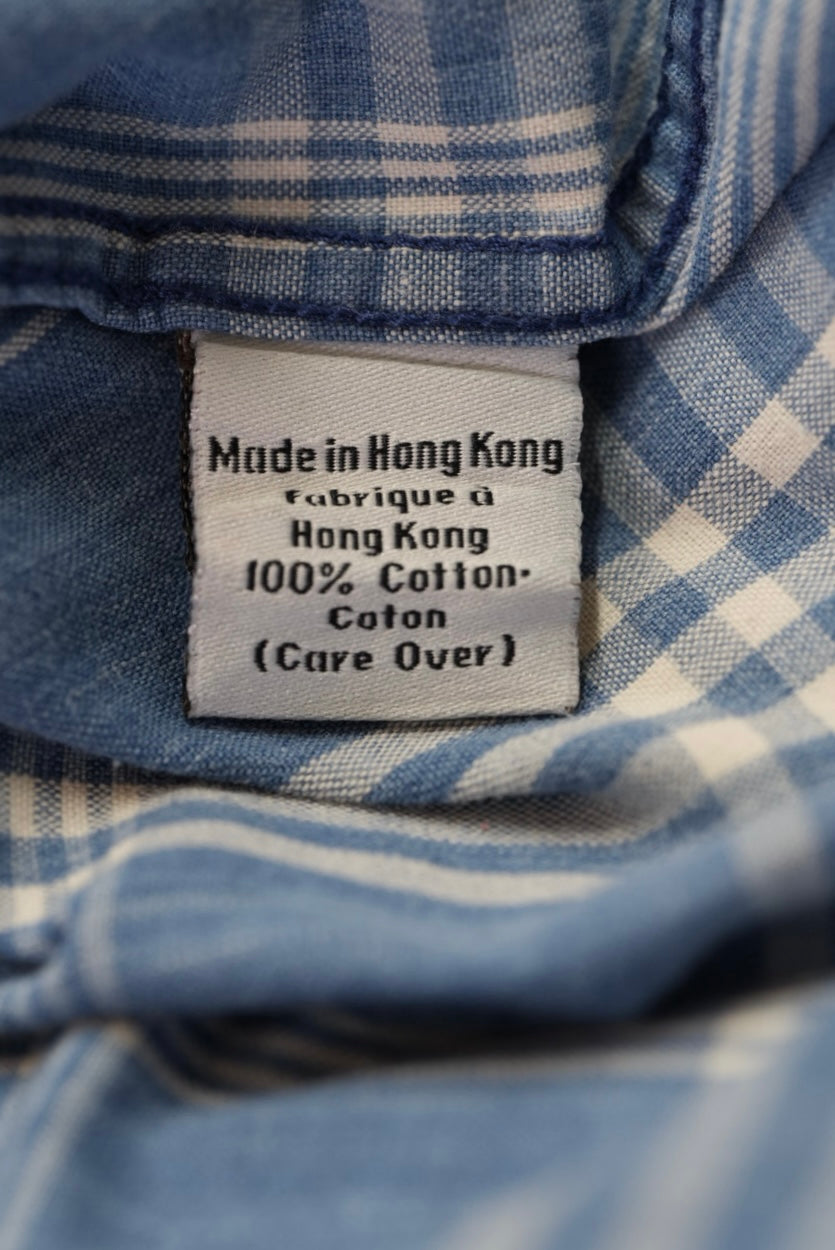 Made in Hong Kong
Fabrique à
Hong Kong
100% Cotton·
Coton
(Care Over)